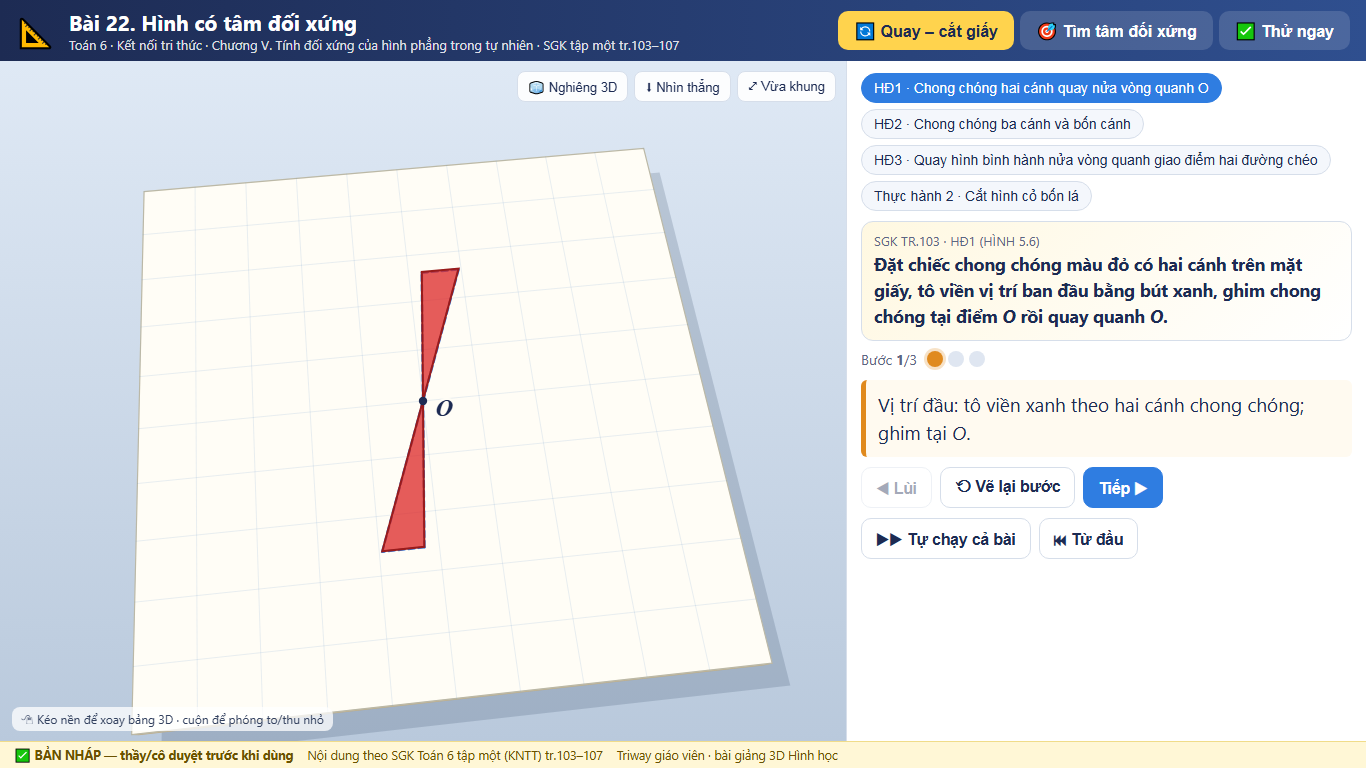 Bài 22. Hình có tâm đối xứng
Toán 6 · Kết nối tri thức · Chương V. Tính đối xứng của hình phẳng trong tự nhiên · SGK tập một tr.103–107
🔄 Quay – cắt giấy
🎯 Tìm tâm đối xứng
✅ Thử ngay
🧊 Nghiêng 3D
⬇ Nhìn thẳng
⤢ Vừa khung
O
🖱 Kéo nền để xoay bảng 3D · cuộn để phóng to/thu nhỏ
HĐ1 · Chong chóng hai cánh quay nửa vòng quanh O
HĐ2 · Chong chóng ba cánh và bốn cánh
HĐ3 · Quay hình bình hành nửa vòng quanh giao điểm hai đường chéo
Thực hành 2 · Cắt hình cỏ bốn lá
SGK TR.103 · HĐ1 (HÌNH 5.6)
Đặt chiếc chong chóng màu đỏ có hai cánh trên mặt
giấy, tô viền vị trí ban đầu bằng bút xanh, ghim chong
chóng tại điểm O rồi quay quanh O.
Bước 1/3
Vị trí đầu: tô viền xanh theo hai cánh chong chóng;
ghim tại O.
◀ Lùi
⟲ Vẽ lại bước
Tiếp ▶
▶▶ Tự chạy cả bài
⏮ Từ đầu
✅ BẢN NHÁP — thầy/cô duyệt trước khi dùng
Nội dung theo SGK Toán 6 tập một (KNTT) tr.103–107
Triway giáo viên · bài giảng 3D Hình học